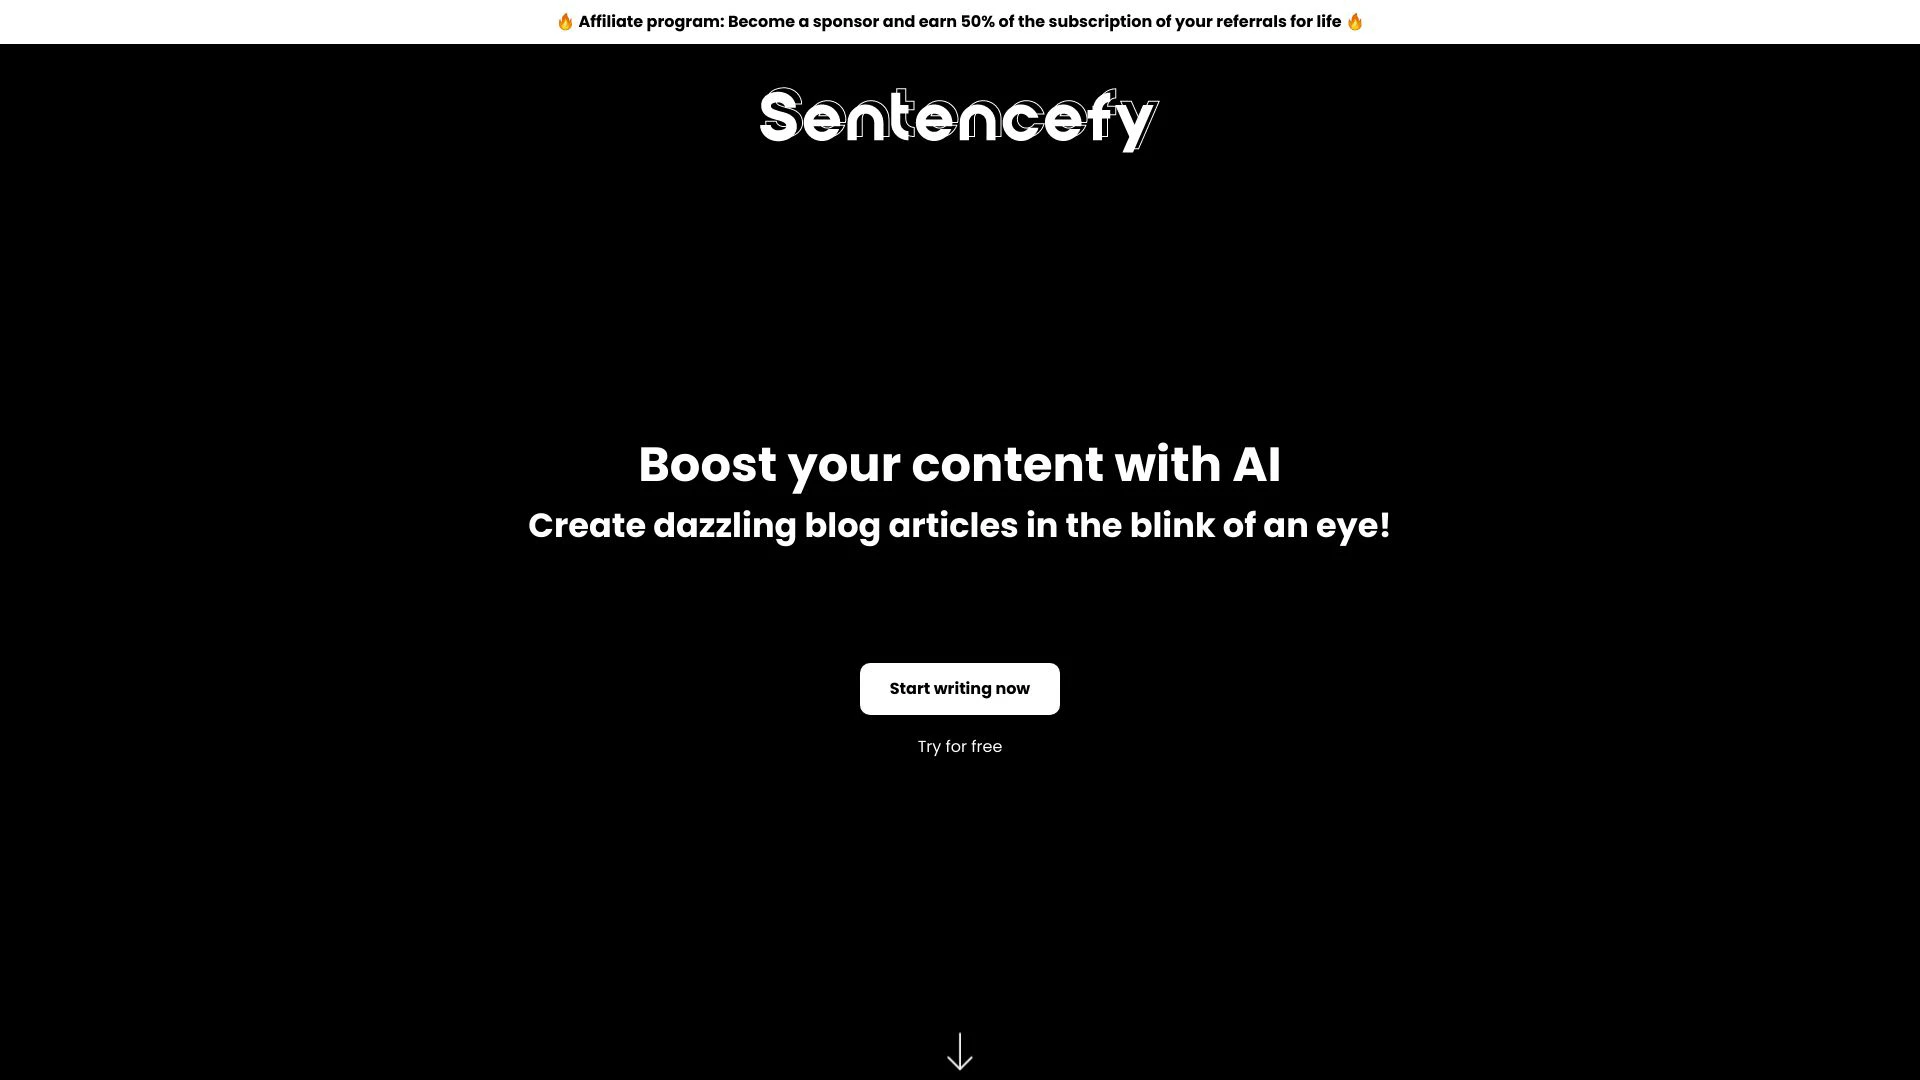 🔥 Affiliate program: Become a sponsor and earn 50% of the subscription of your referrals for life 🔥
Sentencefy
Boost your content with AI
Create dazzling blog articles in the blink of an eye!
Start writing now
Try for free